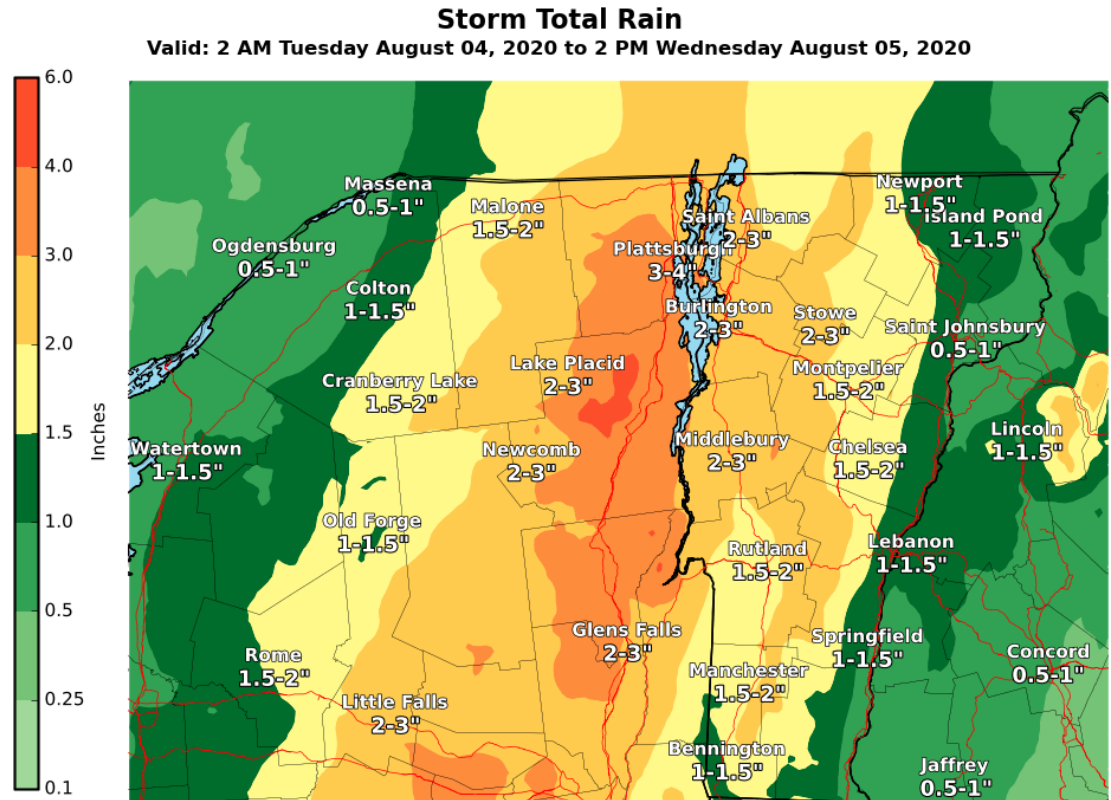 Storm Total Rain
Valid: 2 AM Tuesday August 04, 2020 to 2 PM Wednesday August 05, 2020
6.0
4.0
3.0
2.0
1.5
1.0
0.5
0.25
0.1
Inches
Massena
0.5-1"
Malone
1.5-2"
Newport
1-1.5"
Island Pond
1-1.5"
Saint Albans
2-3"
Ogdensburg
0.5-1"
Plattsburgh
3-4"
Colton
1-1.5"
Burlington
2-3"
Stowe
2-3"
Saint Johnsbury
0.5-1"
Lake Placid
2-3"
Montpelier
1.5-2"
Cranberry Lake
1.5-2"
Lincoln
1-1.5"
Watertown
1-1.5"
Newcomb
2-3"
Middlebury
2-3"
Chelsea
1.5-2"
Old Forge
1-1.5"
Rutland
1.5-2"
Lebanon
1-1.5"
Glens Falls
2-3"
Springfield
1-1.5"
Concord
0.5-1"
Rome
1.5-2"
Manchester
1.5-2"
Little Falls
2-3"
Bennington
1-1.5"
Jaffrey
0.5-1"